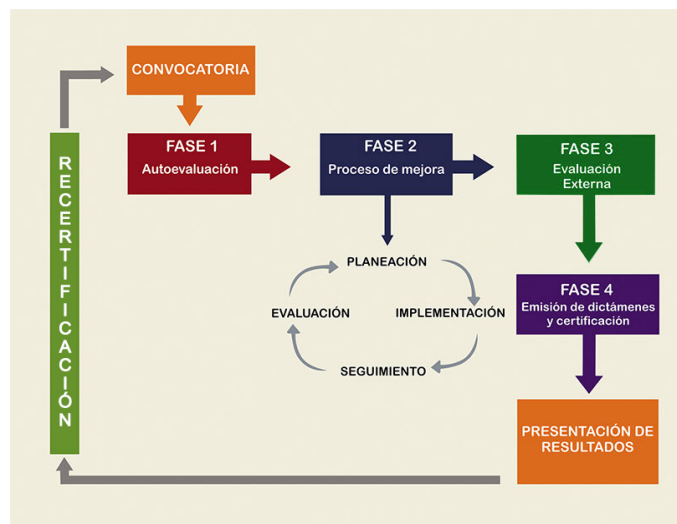 CONVOCATORIA
FASE 1
Autoevaluación
FASE 2
Proceso de mejora
FASE 3
Evaluación
Externa
PLANEACIÓN
EVALUACIÓN
IMPLEMENTACIÓN
SEGUIMIENTO
FASE 4
Emisión de dictámenes
y certificación
PRESENTACIÓN DE
RESULTADOS
RECERTIFICACIÓN